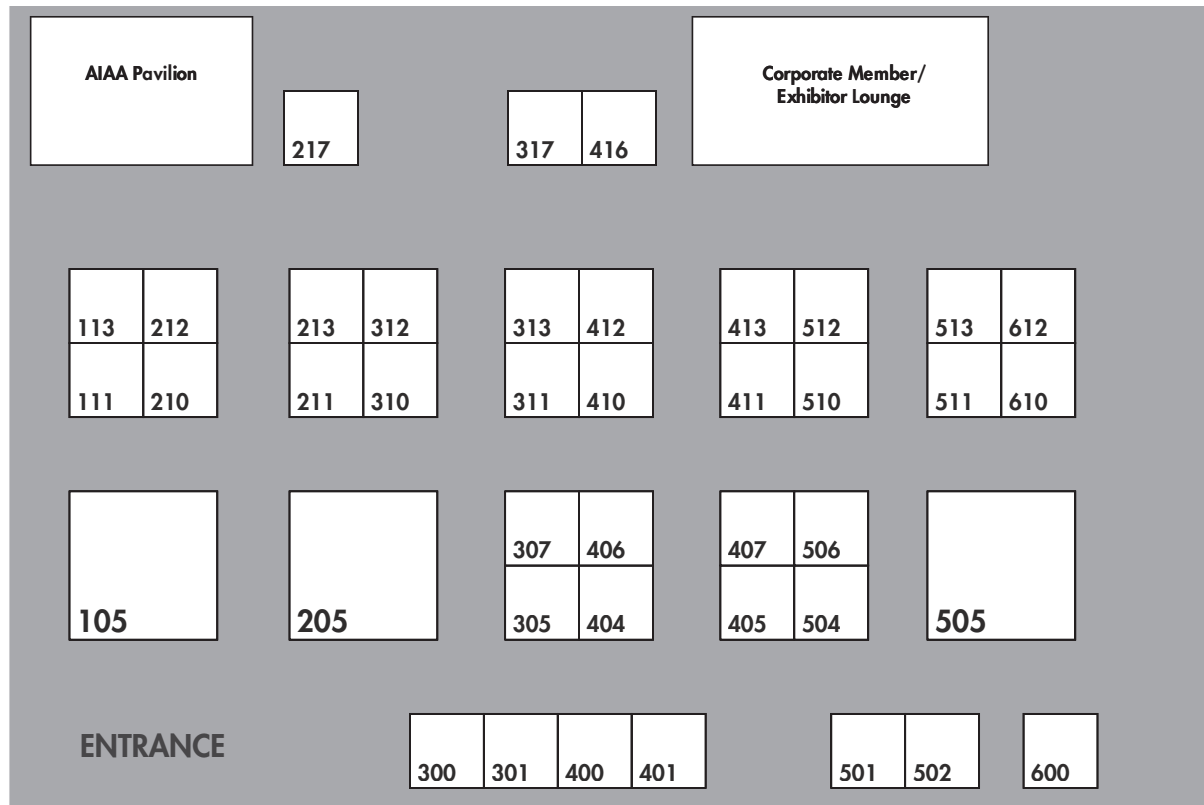 AIAA Pavilion
Corporate Member/
Exhibitor Lounge
217
317 416
113 212 213 312 313 412 413 512 513 612
111 210 211 310 311 410 411 510 511 610
307 406 407 506
105 205 305 404 405 504 505
ENTRANCE
300 301 400 401 501 502 600